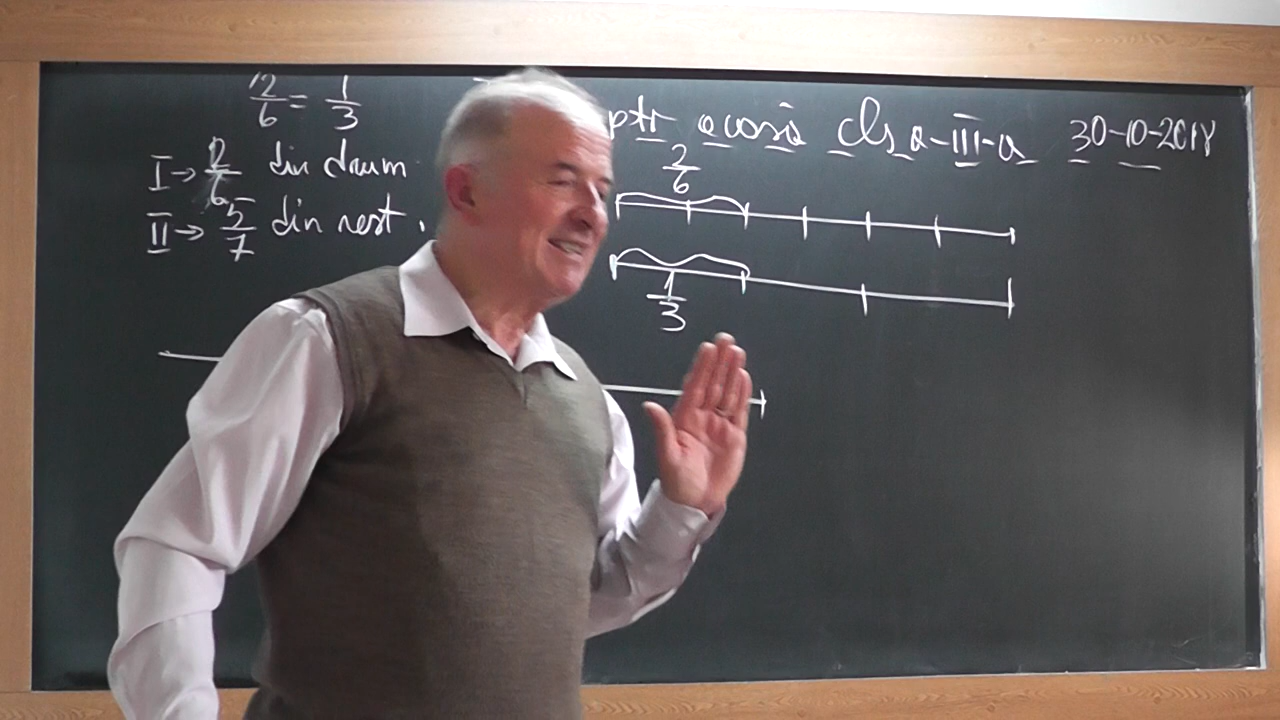 2/6 = 1/3
ptr acasă cls a-III-a 30-10-2018
I → 2/6 din drum
II → 5/7 din rest.
2/6
1/3